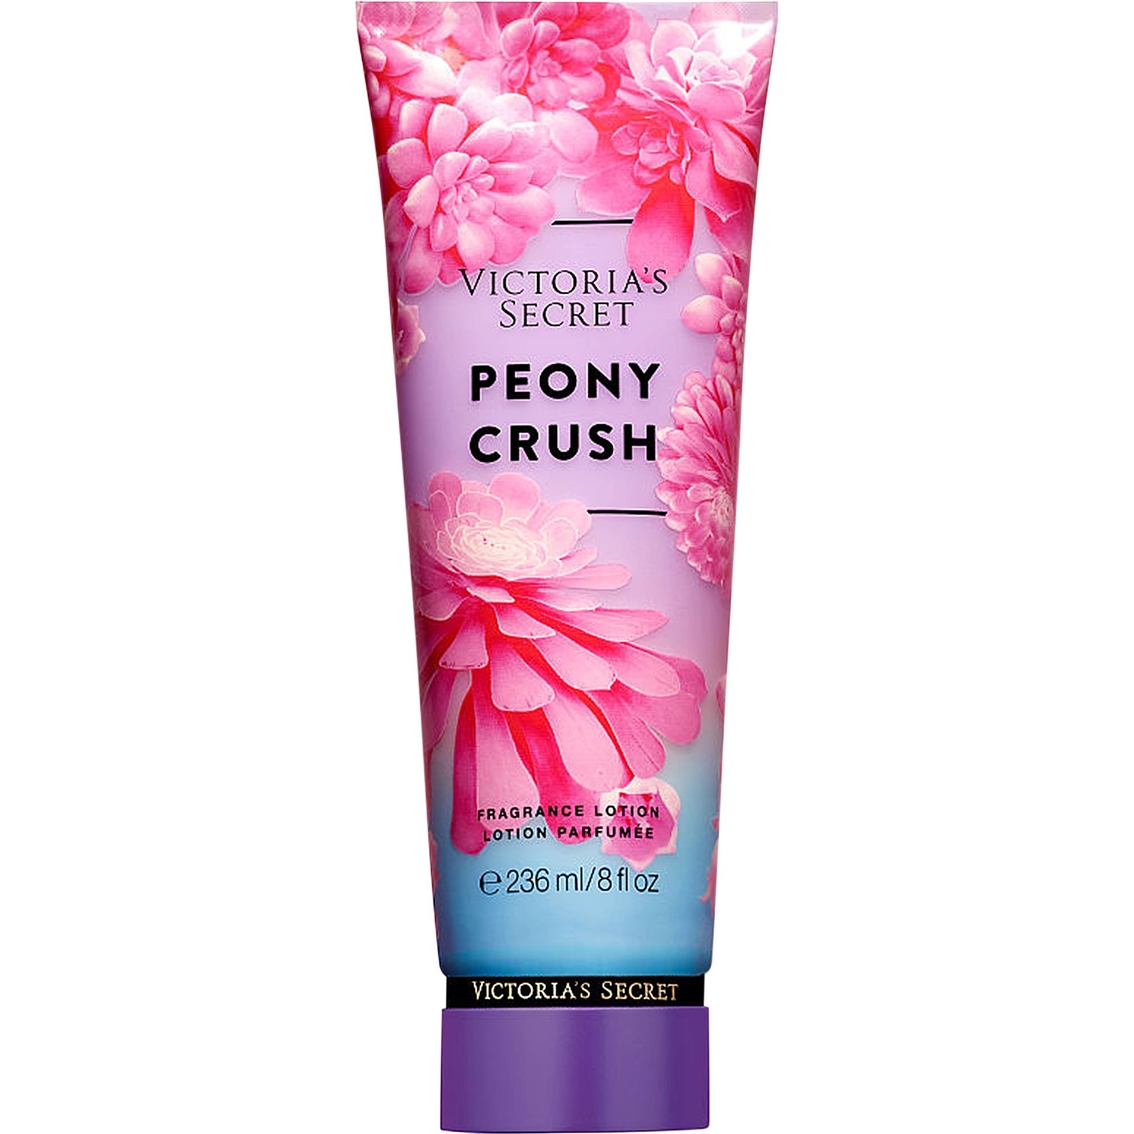 VICTORIA'S
SECRET
PEONY
CRUSH
FRAGRANCE LOTION
LOTION PARFUMÉE
℮ 236 ml/8 fl oz
VICTORIA'S SECRET